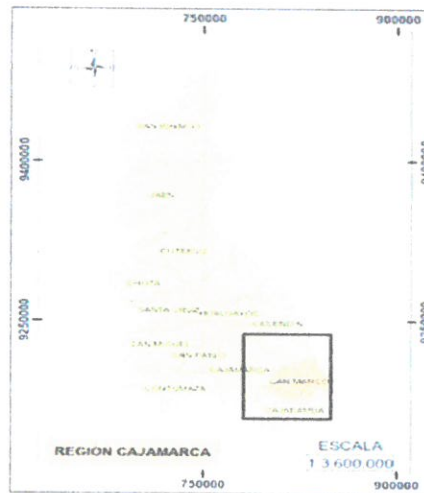 750000 900000
9400000
SAN IGNACIO
JAEN
CUTERVO
CHOTA
SANTA CRUZ
9250000
CELENDIN
SAN MIGUEL
SAN PABLO
CAJAMARCA
SAN MARCOS
CONTUMAZA
CAJABAMBA
REGION CAJAMARCA
ESCALA
1 3 600 000
750000 900000